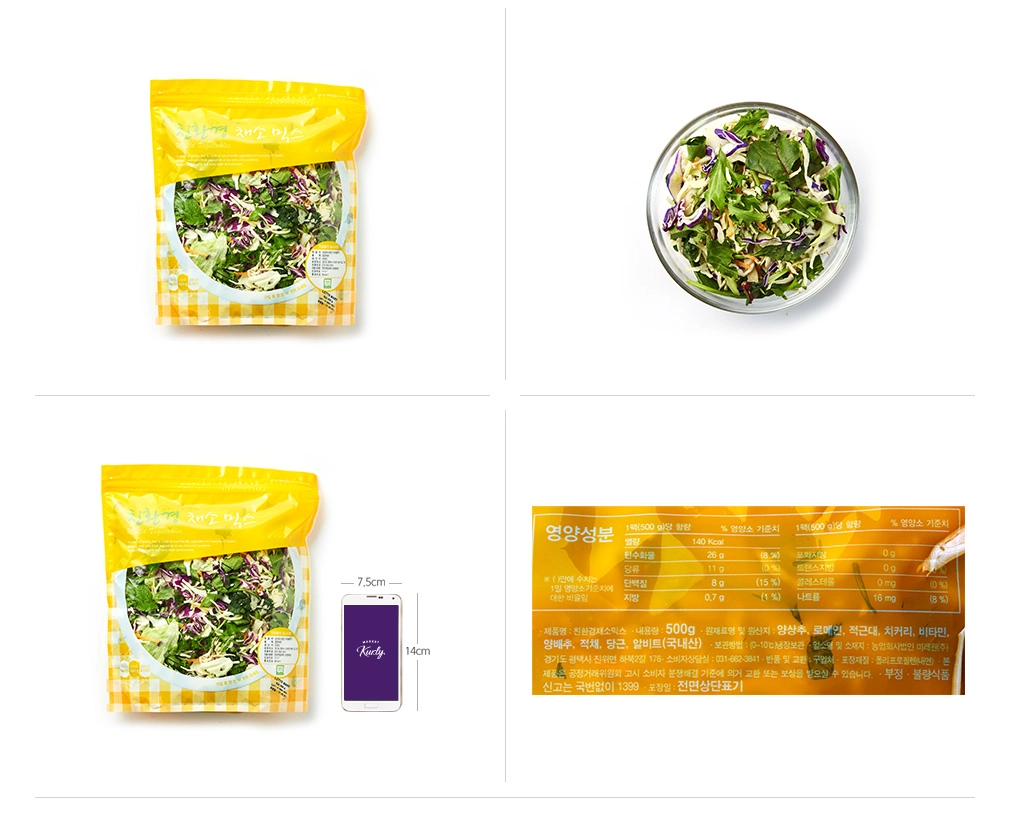 친환경 채소 믹스
친환경 채소 믹스
7,5cm
14cm
MARKET
Kurly
영양성분
1팩(500 g)당 함량 % 영양소 기준치
열량 140 Kcal
탄수화물 26 g (8 %)
당류 11 g (0 %)
단백질 8 g (15 %)
지방 0,7 g (1 %)
1팩(500 g)당 함량 % 영양소 기준치
포화지방 0 g
트랜스지방 0 g (0 %)
콜레스테롤 0 mg (0 %)
나트륨 16 mg (8 %)
※ ( )안에 수치는
1일 영양소기준치에
대한 비율임
· 제품명 : 친환경채소믹스 · 내용량 : 500g · 원재료명 및 원산지 : 양상추, 로메인, 적근대, 치커리, 비타민,
양배추, 적채, 당근, 알비트(국내산) · 보관방법 : (0~10℃)냉장보관 · 업소명 및 소재지 : 농업회사법인 미래원(주)
경기도 평택시 진위면 하북2길 176 · 소비자상담실 : 031-662-3841 · 반품 및 교환 : 구입처 · 포장재질 : 폴리프로필렌(내면) · 본
제품은 공정거래위원회 고시 소비자 분쟁해결 기준에 의거 교환 또는 보상을 받으실 수 있습니다. · 부정 · 불량식품
신고는 국번없이 1399 · 포장일 : 전면상단표기